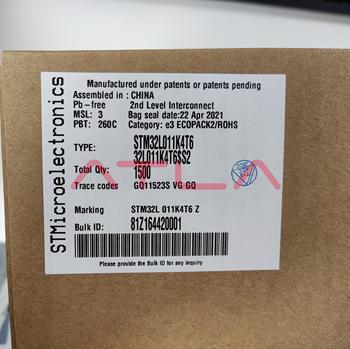 STMicroelectronics
Manufactured under patents or patents pending
Assembled in : CHINA
Pb-free 2nd Level Interconnect
MSL: 3 Bag seal date:22 Apr 2021
PBT: 260C Category: e3 ECOPACK2/ROHS
TYPE: STM32L011K4T6
32L011K4T6$S2
Total Qty: 1500
Trace codes GQ11523S VG GQ
Marking STM32L 011K4T6 Z
Bulk ID: 81Z164420001
Please provide the Bulk ID for any inquiry
ATLA